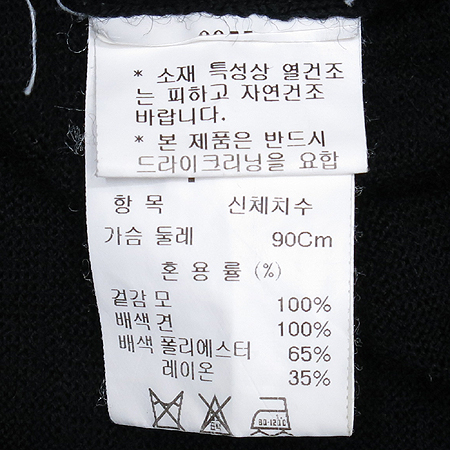 * 소재 특성상 열건조
는 피하고 자연건조
바랍니다.
* 본 제품은 반드시
드라이크리닝을 요합
항 목 신체치수
가슴 둘레 90Cm
혼 용 률 (%)
겉감 모 100%
배색 견 100%
배색 폴리에스터 65%
레이온 35%
80-120℃